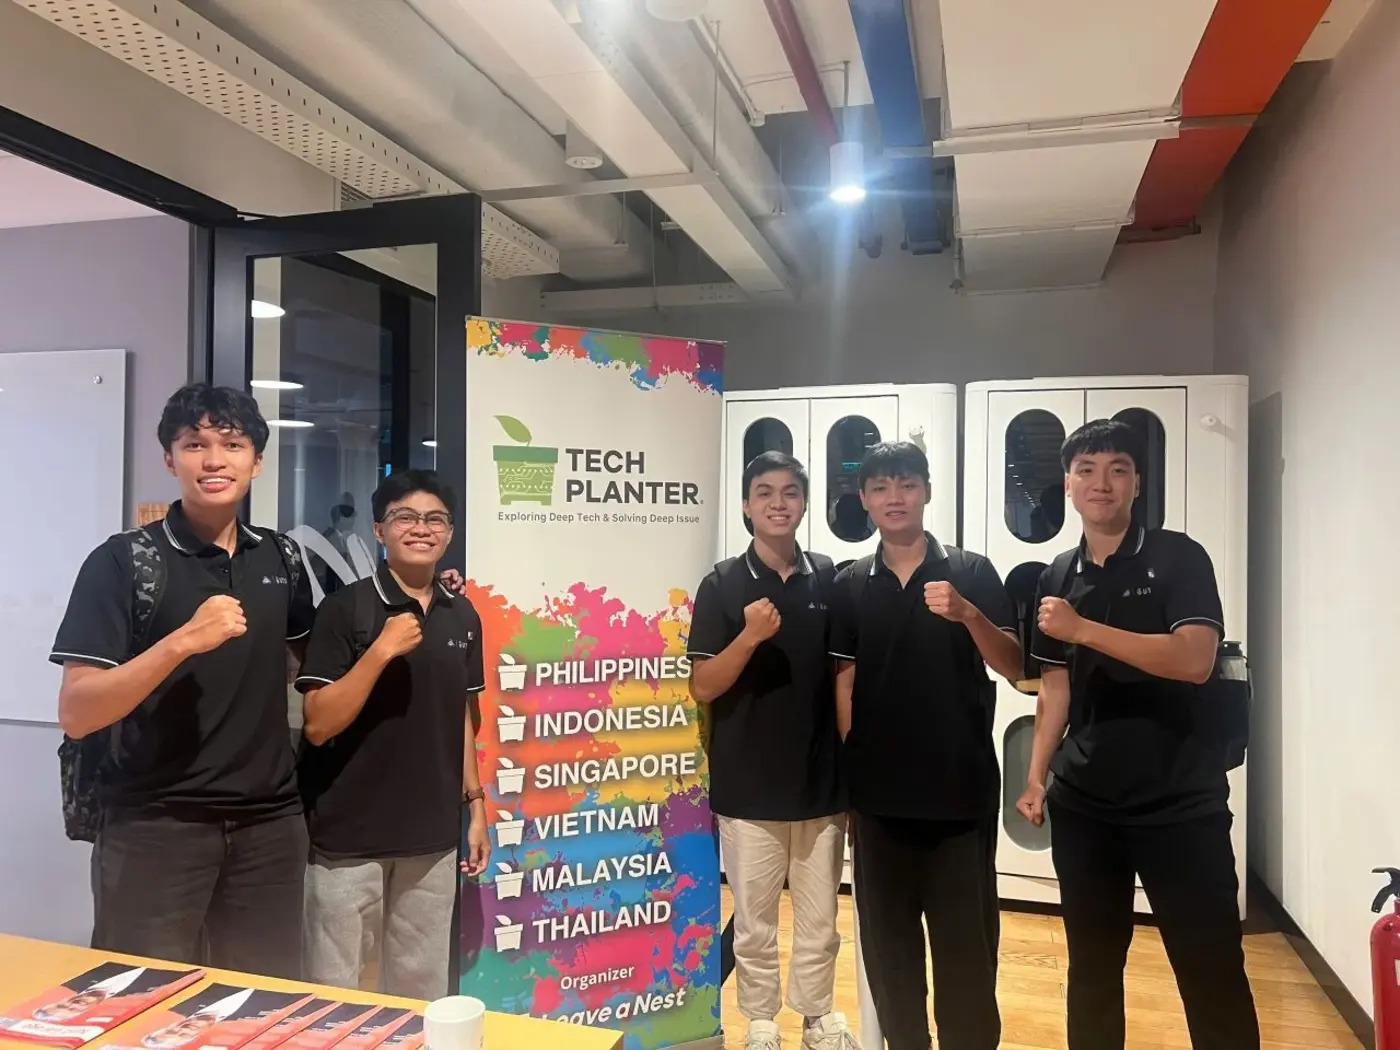 TECH
PLANTER
Exploring Deep Tech & Solving Deep Issue
PHILIPPINES
INDONESIA
SINGAPORE
VIETNAM
MALAYSIA
THAILAND
Organizer
Leave a Nest